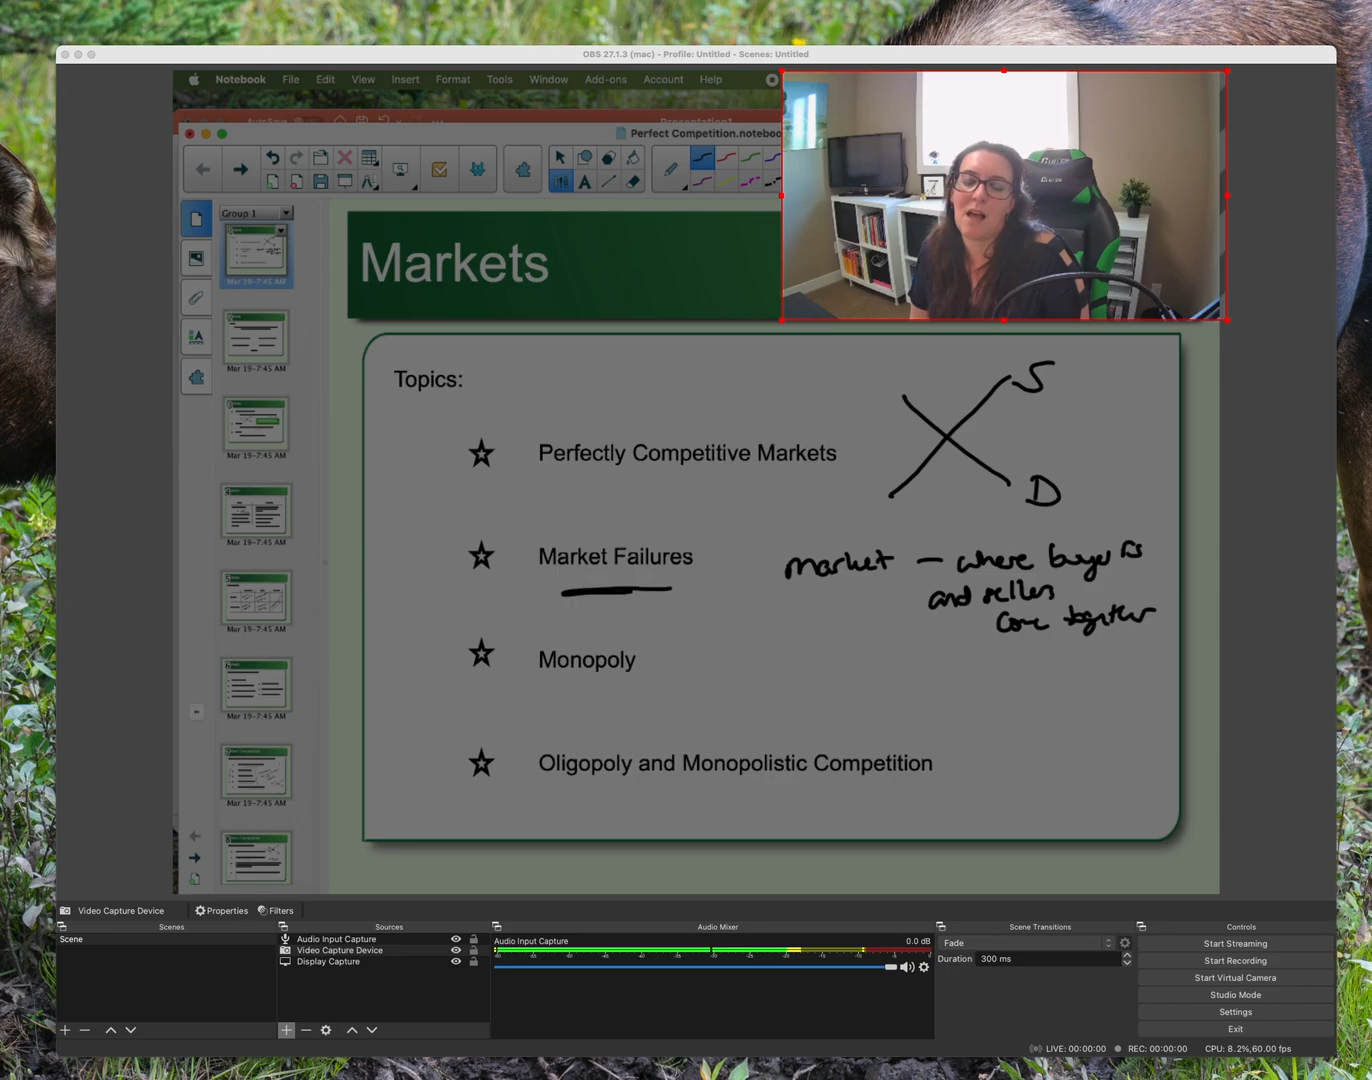 OBS 27.1.3 (mac) - Profile: Untitled - Scenes: Untitled
Notebook File Edit View Insert Format Tools Window Add-ons Account Help
Presentation1
Perfect Competition.notebo
Group 1
Mar 19-7:45 AM
Mar 19-7:45 AM
Mar 19-7:45 AM
Mar 19-7:45 AM
Mar 19-7:45 AM
Mar 19-7:45 AM
Mar 19-7:45 AM
Markets
Topics:
S
Perfectly Competitive Markets
D
Market Failures
market – where buyers
and sellers
come together
Monopoly
Oligopoly and Monopolistic Competition
Video Capture Device Properties Filters
Scenes Sources Audio Mixer Scene Transitions Controls
Scene
Audio Input Capture
Video Capture Device
Display Capture
Audio Input Capture 0.0 dB
Fade
Duration 300 ms
Start Streaming
Start Recording
Start Virtual Camera
Studio Mode
Settings
Exit
LIVE: 00:00:00 REC: 00:00:00 CPU: 8.2%,60.00 fps